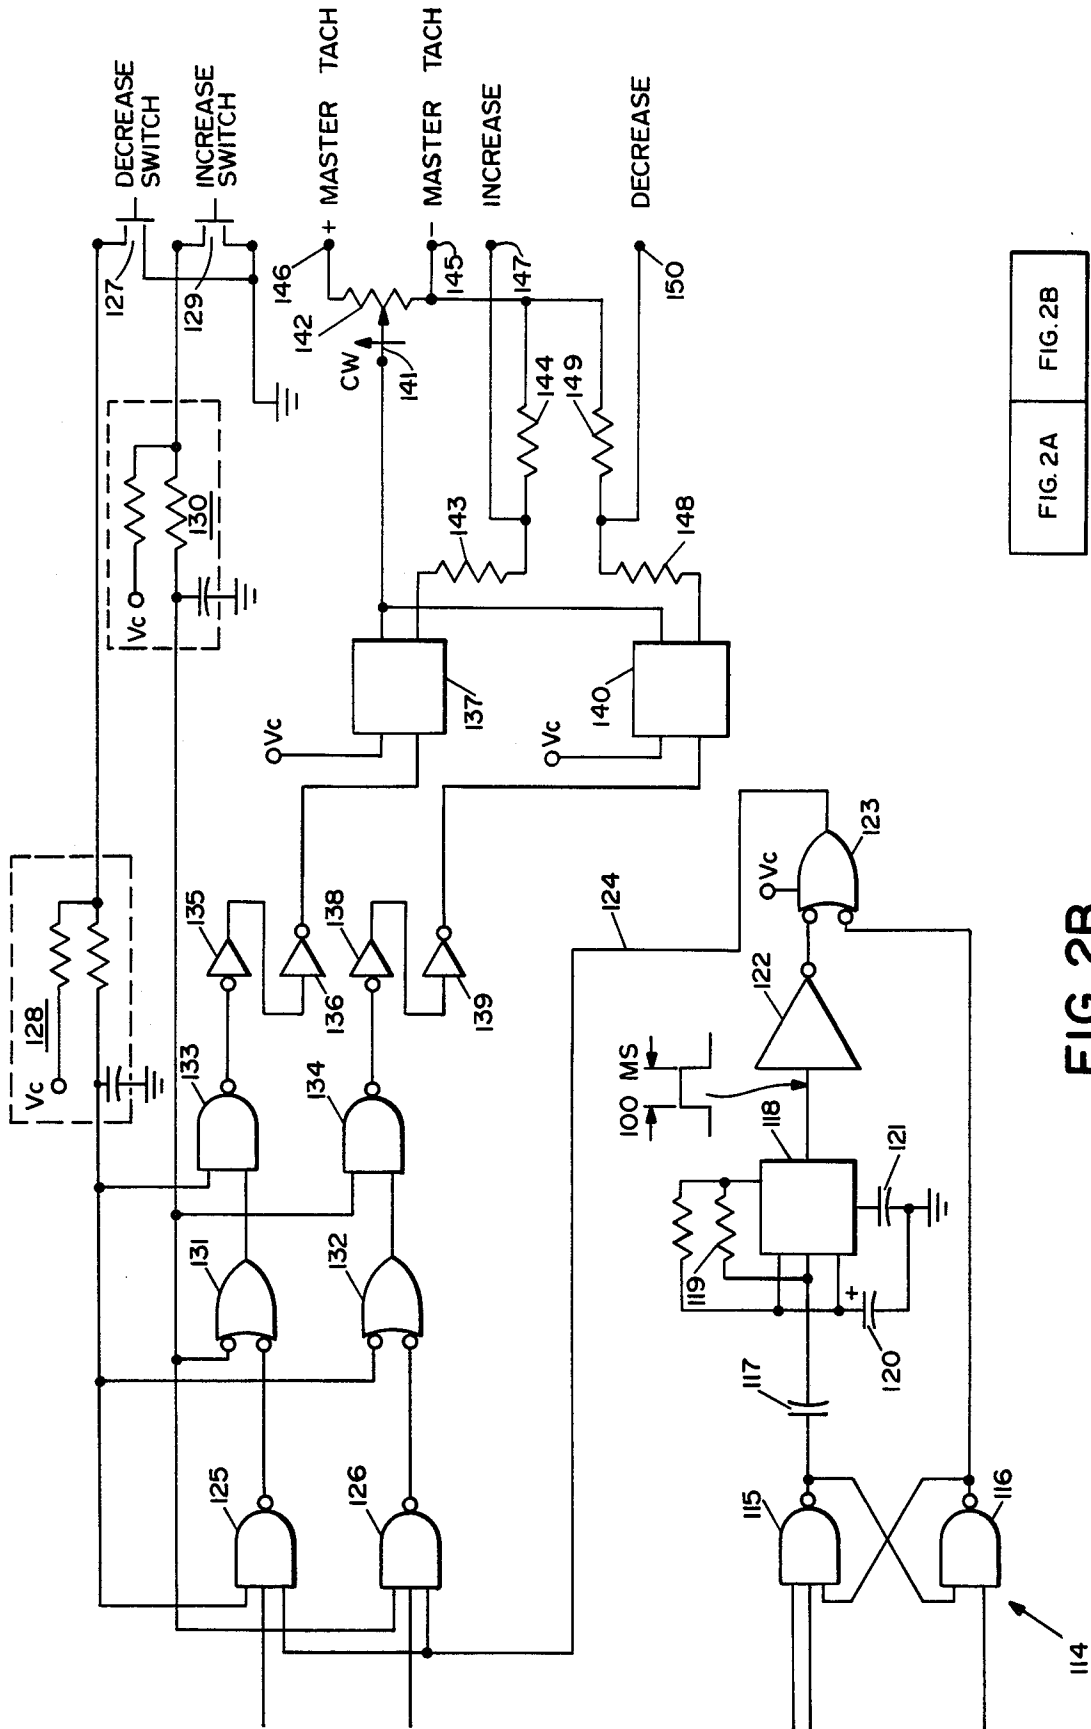 DECREASE
SWITCH
INCREASE
SWITCH
127
129
128
Vc
130
Vc
+ MASTER TACH
146
142
- MASTER TACH
145
CW
141
INCREASE
147
DECREASE
150
144
149
143
148
137
140
Vc
Vc
135
136
138
139
133
134
131
132
125
126
124
123
Vc
122
100 MS
118
121
119
+
120
117
115
116
114
FIG. 2A
FIG. 2B
FIG. 2B